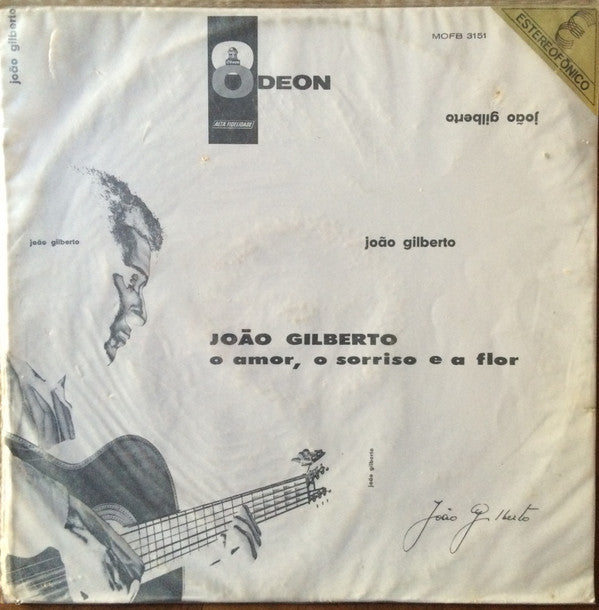 joão gilberto
MOFB 3151
ESTEREOFÔNICO
ODEON
ALTA FIDELIDADE
joão gilberto
joão gilberto
joão gilberto
JOÃO GILBERTO
o amor, o sorriso e a flor
joão gilberto
João Gilberto